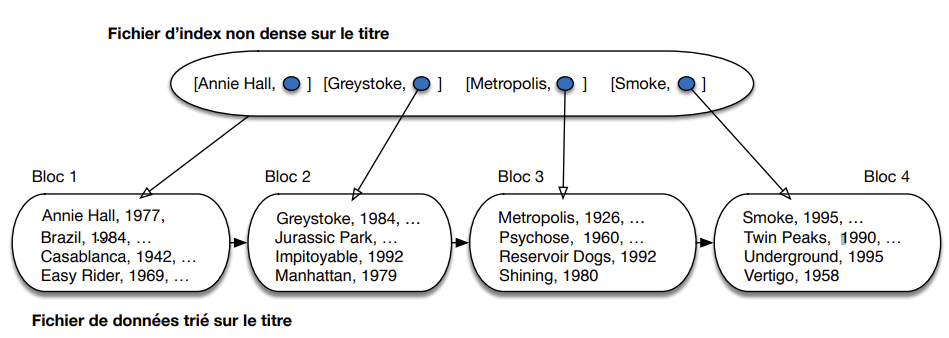 Fichier d'index non dense sur le titre
[Annie Hall, ] [Greystoke, ] [Metropolis, ] [Smoke, ]
Bloc 1
Annie Hall, 1977,
Brazil, 1984, ...
Casablanca, 1942, ...
Easy Rider, 1969, ...
Bloc 2
Greystoke, 1984, ...
Jurassic Park, ...
Impitoyable, 1992
Manhattan, 1979
Bloc 3
Metropolis, 1926, ...
Psychose, 1960, ...
Reservoir Dogs, 1992
Shining, 1980
Bloc 4
Smoke, 1995, ...
Twin Peaks, 1990, ...
Underground, 1995
Vertigo, 1958
Fichier de données trié sur le titre